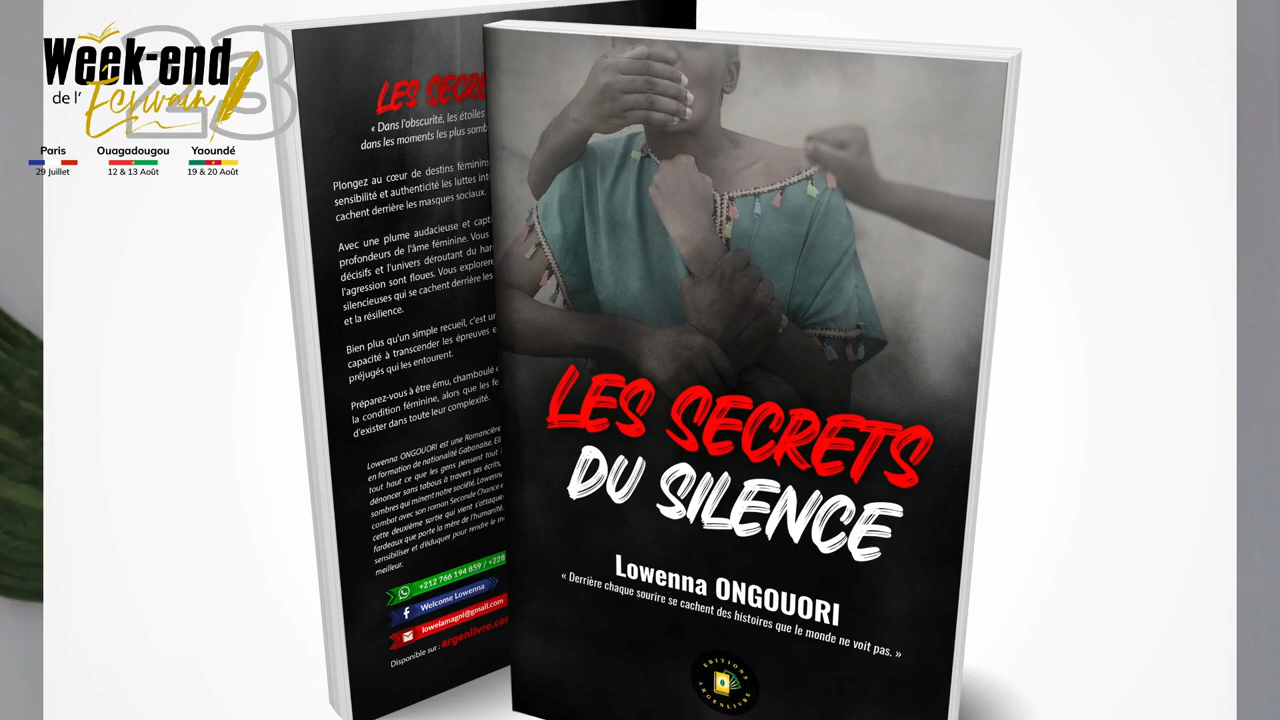 Week-end
de l'Écrivain
23
Paris
29 Juillet
Ouagadougou
12 & 13 Août
Yaoundé
19 & 20 Août
LES SECRE
« Dans l'obscurité, les étoiles
dans les moments les plus somb
Plongez au cœur de destins féminins
sensibilité et authenticité les luttes int
cachent derrière les masques sociaux.
Avec une plume audacieuse et capt
profondeurs de l'âme féminine. Vous
décisifs et l'univers déroutant du har
l'agression sont floues. Vous explorer
silencieuses qui se cachent derrière les
et la résilience.
Bien plus qu'un simple recueil, c'est un
capacité à transcender les épreuves e
préjugés qui les entourent.
Préparez-vous à être ému, chamboulé e
la condition féminine, alors que les fe
d'exister dans toute leur complexité.
Lowenna ONGOUORI est une Romancière
en formation de nationalité Gabonaise. Ell
tout haut ce que les gens pensent tout
dénoncer sans tabous à travers ses écrits,
sombres qui minent notre société. Lowenna
combat avec son roman Seconde Chance e
cette deuxième sortie qui vient s'attaquer
fardeaux que porte la mère de l'humanité.
sensibiliser et d'éduquer pour rendre le m
meilleur.
+212 766 194 859 / +228
Welcome Lowenna
lowelamagni@gmail.com
Disponible sur : argenlivre.com
LES SECRETS
DU SILENCE
Lowenna ONGOUORI
« Derrière chaque sourire se cachent des histoires que le monde ne voit pas. »
EDITIONS
ARGENLIVRE